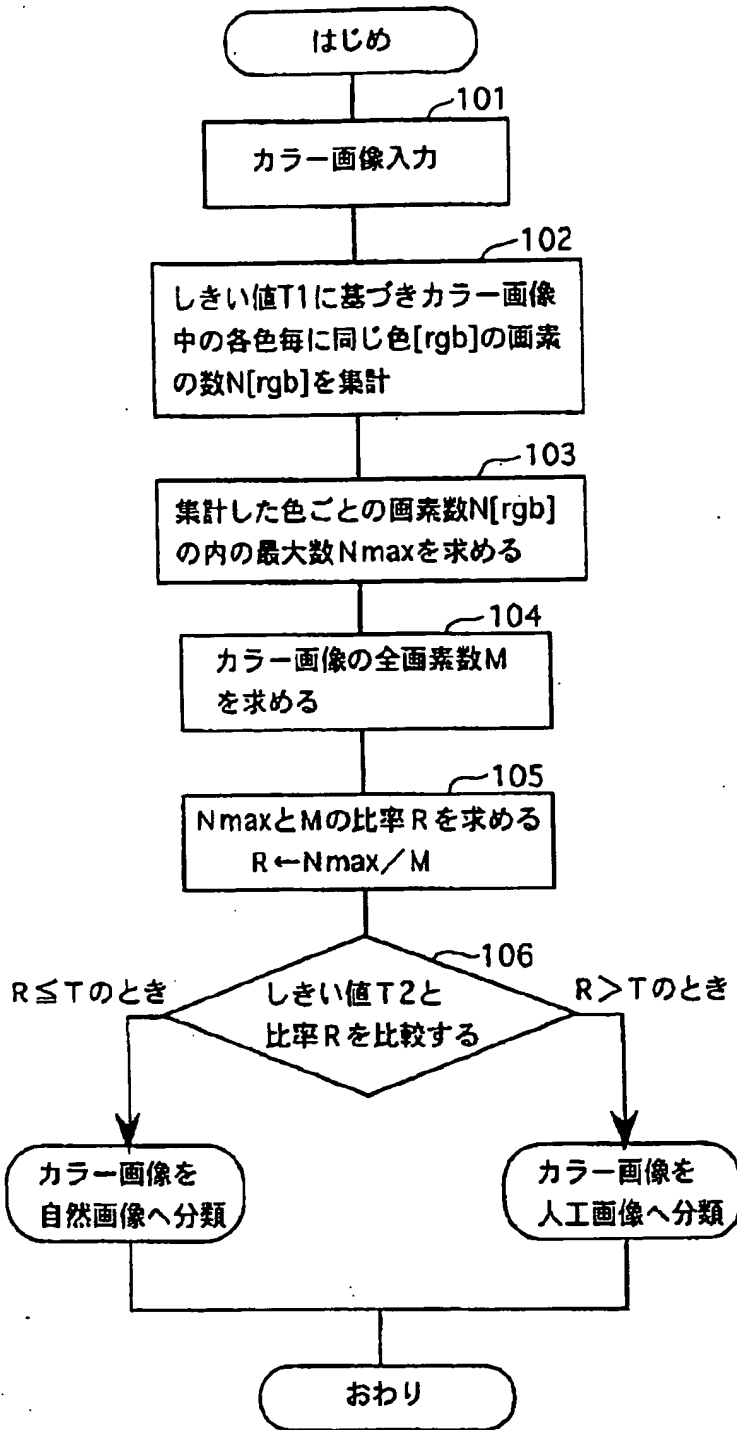 はじめ
101
カラー画像入力
102
しきい値T1に基づきカラー画像
中の各色毎に同じ色[rgb]の画素
の数N[rgb]を集計
103
集計した色ごとの画素数N[rgb]
の内の最大数Nmaxを求める
104
カラー画像の全画素数M
を求める
105
NmaxとMの比率Rを求める
R←Nmax／M
106
R≦Tのとき
しきい値T2と
比率Rを比較する
R＞Tのとき
カラー画像を
自然画像へ分類
カラー画像を
人工画像へ分類
おわり